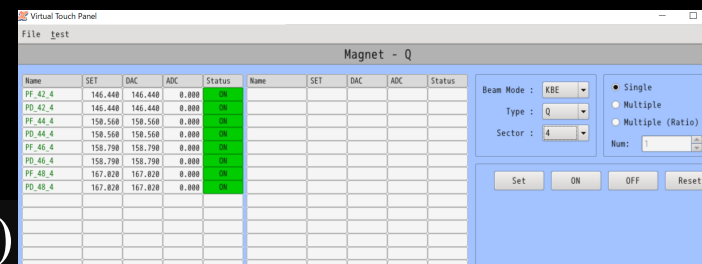 Virtual Touch Panel
File test
Magnet - Q
Name SET DAC ADC Status Name SET DAC ADC Status
PF_42_4 146.440 146.440 0.000 ON
PD_42_4 146.440 146.440 0.000 ON
PF_44_4 150.560 150.560 0.000 ON
PD_44_4 150.560 150.560 0.000 ON
PF_46_4 158.790 158.790 0.000 ON
PD_46_4 158.790 158.790 0.000 ON
PF_48_4 167.020 167.020 0.000 ON
PD_48_4 167.020 167.020 0.000 ON
Beam Mode : KBE
Type : Q
Sector : 4
Single
Multiple
Multiple (Ratio)
Num: 1
Set ON OFF Reset
)